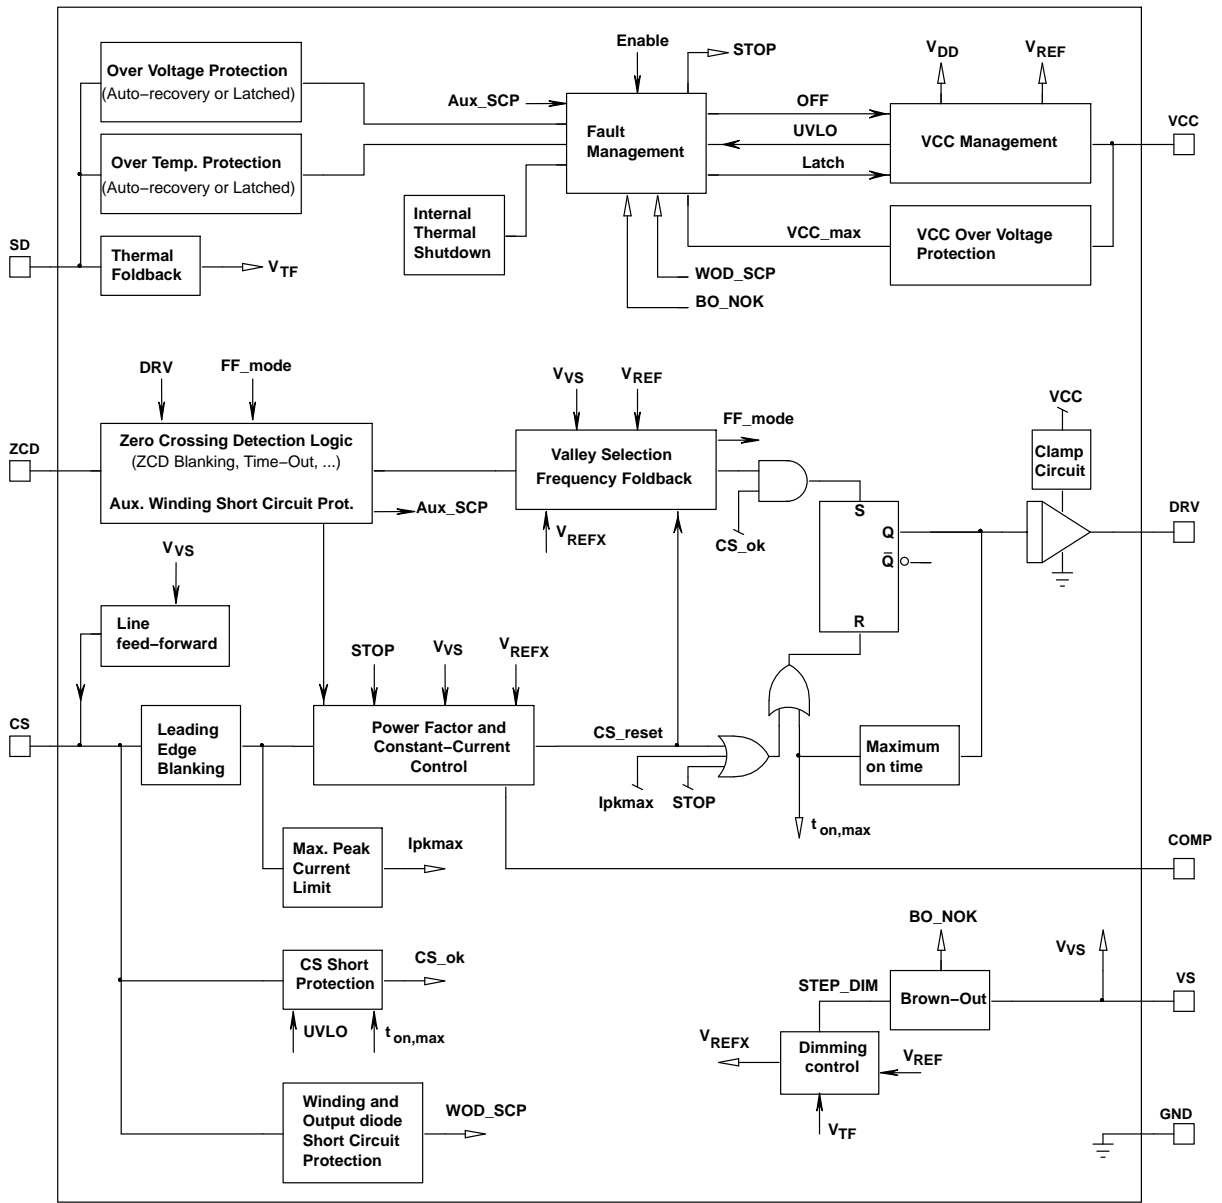 Enable
STOP
V_DD
V_REF
Over Voltage Protection
(Auto−recovery or Latched)
Aux_SCP
OFF
VCC
Fault
Management
UVLO
VCC Management
Over Temp. Protection
(Auto−recovery or Latched)
Latch
Internal
Thermal
Shutdown
VCC_max
VCC Over Voltage
Protection
SD
Thermal
Foldback
V_TF
WOD_SCP
BO_NOK
DRV
FF_mode
V_VS
V_REF
VCC
FF_mode
ZCD
Zero Crossing Detection Logic
(ZCD Blanking, Time−Out, ...)
Aux. Winding Short Circuit Prot.
Valley Selection
Frequency Foldback
Clamp
Circuit
Aux_SCP
V_REFX
CS_ok
S
Q
Q̅
R
DRV
V_VS
Line
feed−forward
STOP
V_VS
V_REFX
CS
Leading
Edge
Blanking
Power Factor and
Constant−Current
Control
CS_reset
Maximum
on time
Ipkmax
STOP
t_on,max
Max. Peak
Current
Limit
Ipkmax
COMP
BO_NOK
V_VS
CS Short
Protection
CS_ok
STEP_DIM
Brown−Out
VS
UVLO
t_on,max
V_REFX
Dimming
control
V_REF
V_TF
Winding and
Output diode
Short Circuit
Protection
WOD_SCP
GND